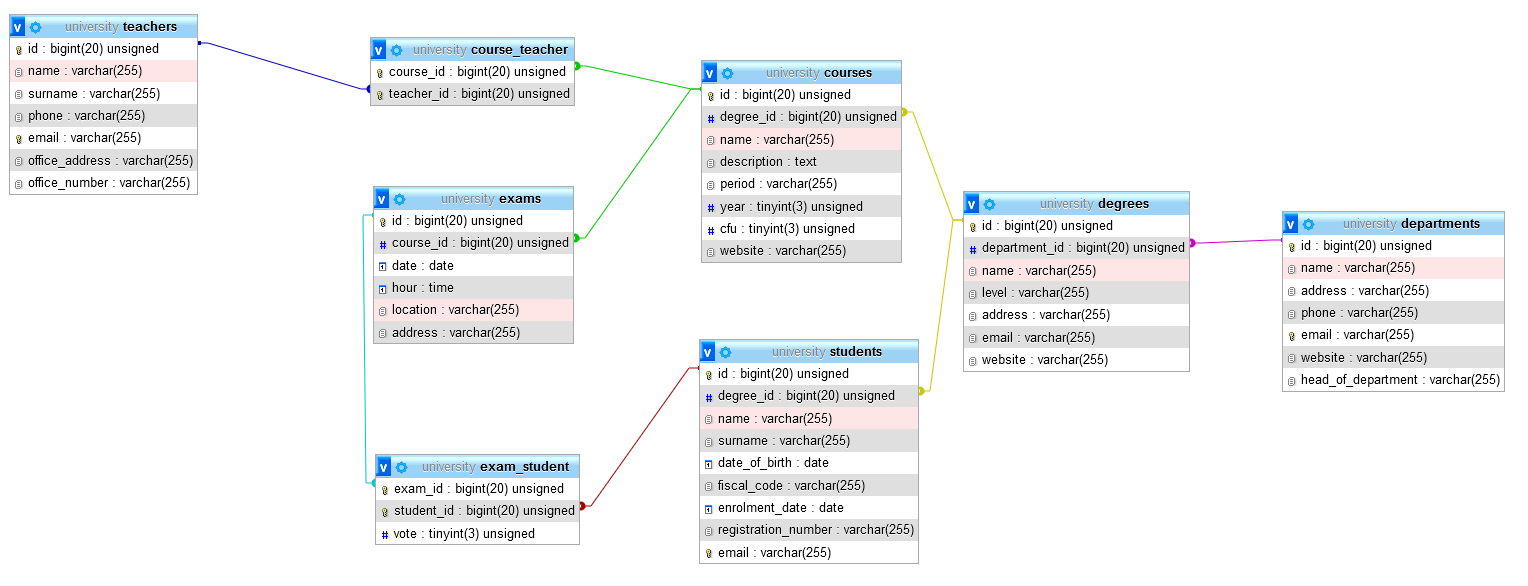 v university teachers
id : bigint(20) unsigned
name : varchar(255)
surname : varchar(255)
phone : varchar(255)
email : varchar(255)
office_address : varchar(255)
office_number : varchar(255)
v university course_teacher
course_id : bigint(20) unsigned
teacher_id : bigint(20) unsigned
v university courses
id : bigint(20) unsigned
# degree_id : bigint(20) unsigned
name : varchar(255)
description : text
period : varchar(255)
# year : tinyint(3) unsigned
# cfu : tinyint(3) unsigned
website : varchar(255)
v university exams
id : bigint(20) unsigned
# course_id : bigint(20) unsigned
date : date
hour : time
location : varchar(255)
address : varchar(255)
v university degrees
id : bigint(20) unsigned
# department_id : bigint(20) unsigned
name : varchar(255)
level : varchar(255)
address : varchar(255)
email : varchar(255)
website : varchar(255)
v university departments
id : bigint(20) unsigned
name : varchar(255)
address : varchar(255)
phone : varchar(255)
email : varchar(255)
website : varchar(255)
head_of_department : varchar(255)
v university students
id : bigint(20) unsigned
# degree_id : bigint(20) unsigned
name : varchar(255)
surname : varchar(255)
date_of_birth : date
fiscal_code : varchar(255)
enrolment_date : date
registration_number : varchar(255)
email : varchar(255)
v university exam_student
exam_id : bigint(20) unsigned
student_id : bigint(20) unsigned
# vote : tinyint(3) unsigned